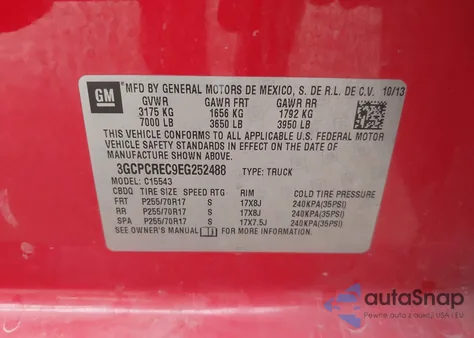 GM
MFD BY GENERAL MOTORS DE MEXICO, S. DE R.L. DE C.V. 10/13
GVWR GAWR FRT GAWR RR
3175 KG 1656 KG 1792 KG
7000 LB 3650 LB 3950 LB
THIS VEHICLE CONFORMS TO ALL APPLICABLE U.S. FEDERAL MOTOR
VEHICLE SAFETY STANDARDS IN EFFECT ON THE DATE OF
MANUFACTURE SHOWN ABOVE.
3GCPCREC9EG252488 TYPE: TRUCK
MODEL: C15543
CBDQ TIRE SIZE SPEED RTG RIM COLD TIRE PRESSURE
FRT P255/70R17 S 17X8J 240KPA(35PSI)
RR P255/70R17 S 17X8J 240KPA(35PSI)
SPA P255/70R17 S 17X7.5J 240KPA(35PSI)
SEE OWNER'S MANUAL FOR MORE INFORMATION.
autoSnap
Pewne auta z USA i EU